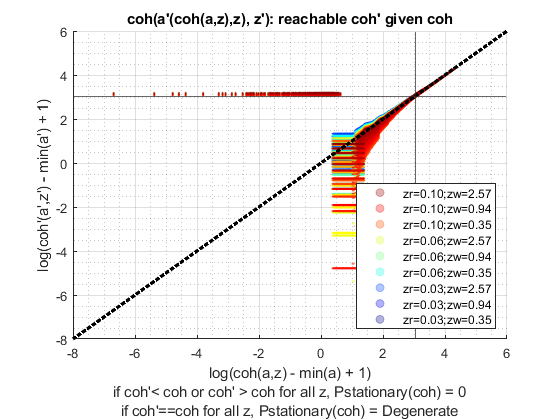 coh(a'(coh(a,z),z), z'): reachable coh' given coh
6
4
2
0
-2
-4
-6
-8
log(coh'(a',z') - min(a') + 1)
zr=0.10;zw=2.57
zr=0.10;zw=0.94
zr=0.10;zw=0.35
zr=0.06;zw=2.57
zr=0.06;zw=0.94
zr=0.06;zw=0.35
zr=0.03;zw=2.57
zr=0.03;zw=0.94
zr=0.03;zw=0.35
-8 -6 -4 -2 0 2 4 6
log(coh(a,z) - min(a) + 1)
if coh'< coh or coh' > coh for all z, Pstationary(coh) = 0
if coh'==coh for all z, Pstationary(coh) = Degenerate